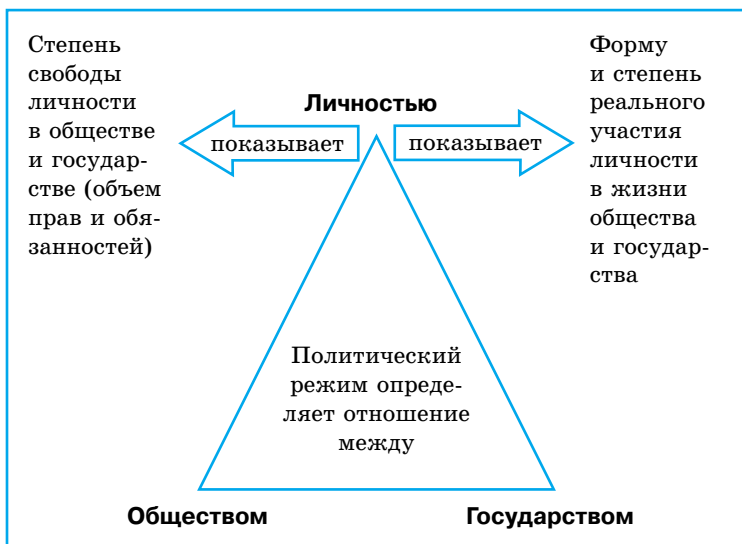 Степень
свободы
личности
в обществе
и государ-
стве (объем
прав и обя-
занностей)
Личностью
показывает
показывает
Форму
и степень
реального
участия
личности
в жизни
общества
и государ-
ства
Политический
режим опреде-
ляет отношение
между
Обществом
Государством